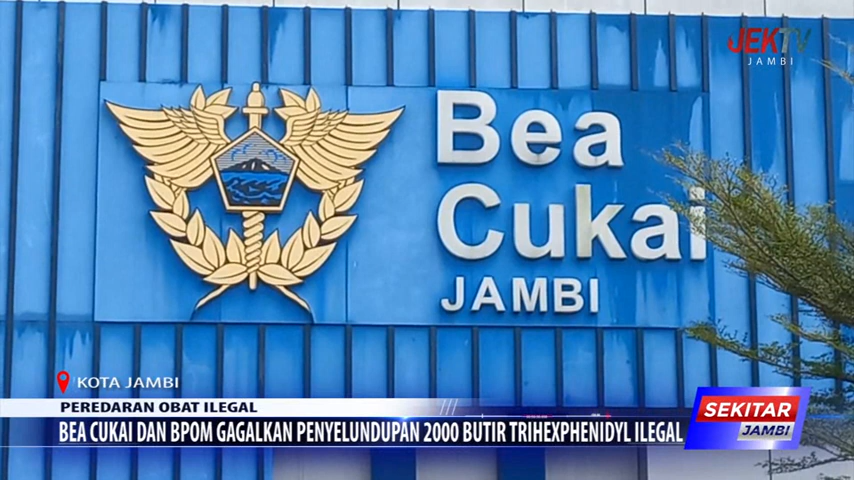 JEKTV
JAMBI
Bea
Cukai
JAMBI
KOTA JAMBI
PEREDARAN OBAT ILEGAL
BEA CUKAI DAN BPOM GAGALKAN PENYELUNDUPAN 2000 BUTIR TRIHEXPHENIDYL ILEGAL
SEKITAR
JAMBI